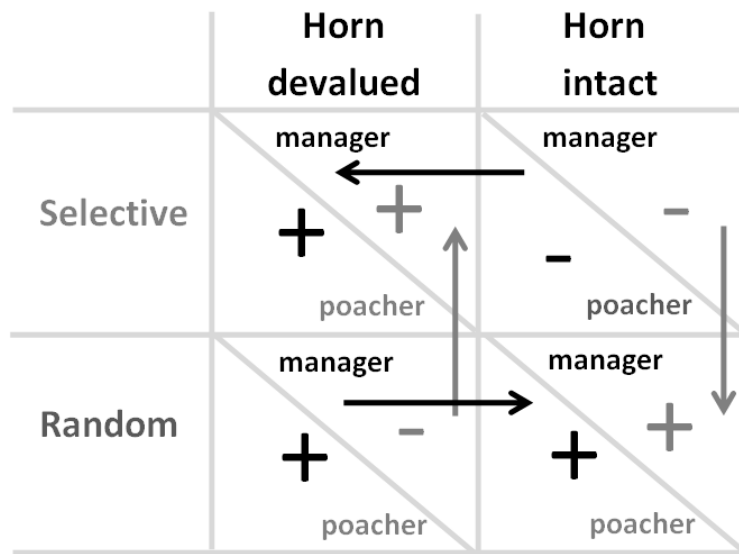 Horn Horn
devalued intact
manager manager
Selective
+ + - -
poacher poacher
manager manager
Random
+ - + +
poacher poacher